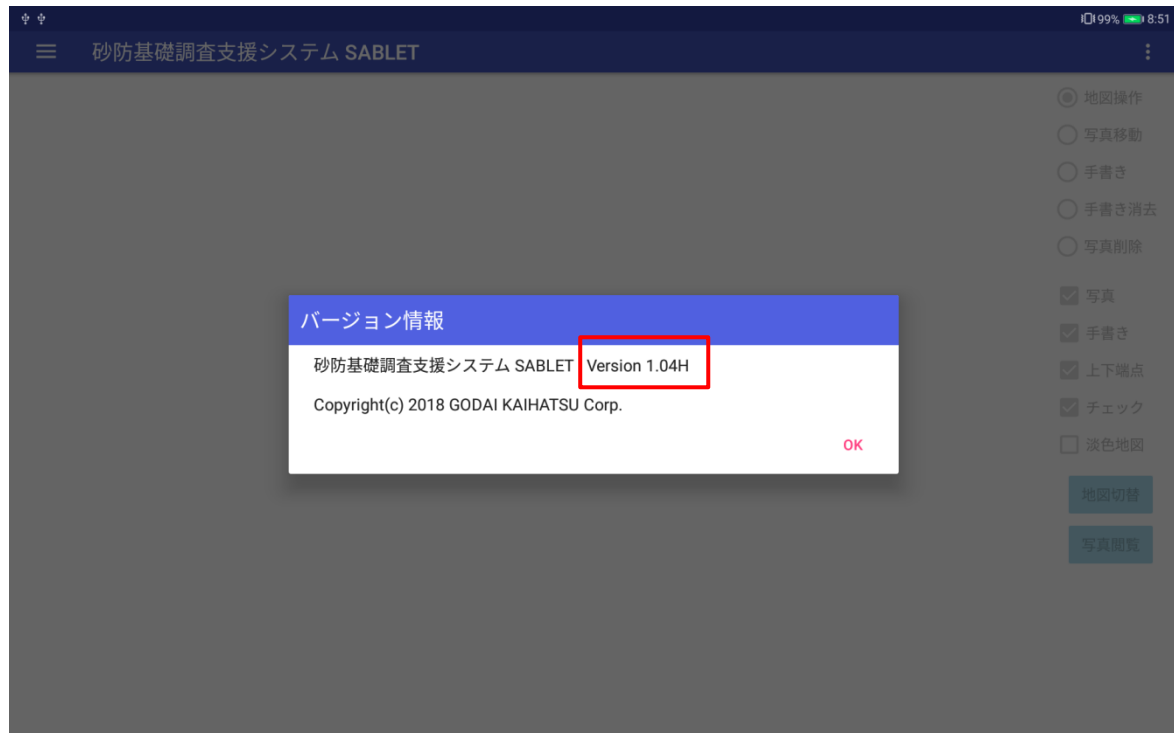 99% 8:51
砂防基礎調査支援システム SABLET
地図操作
写真移動
手書き
手書き消去
写真削除
写真
手書き
上下端点
チェック
淡色地図
地図切替
写真閲覧
バージョン情報
砂防基礎調査支援システム SABLET Version 1.04H
Copyright(c) 2018 GODAI KAIHATSU Corp.
OK